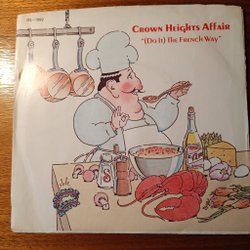 Crown Heights Affair
"(Do It) The French Way"